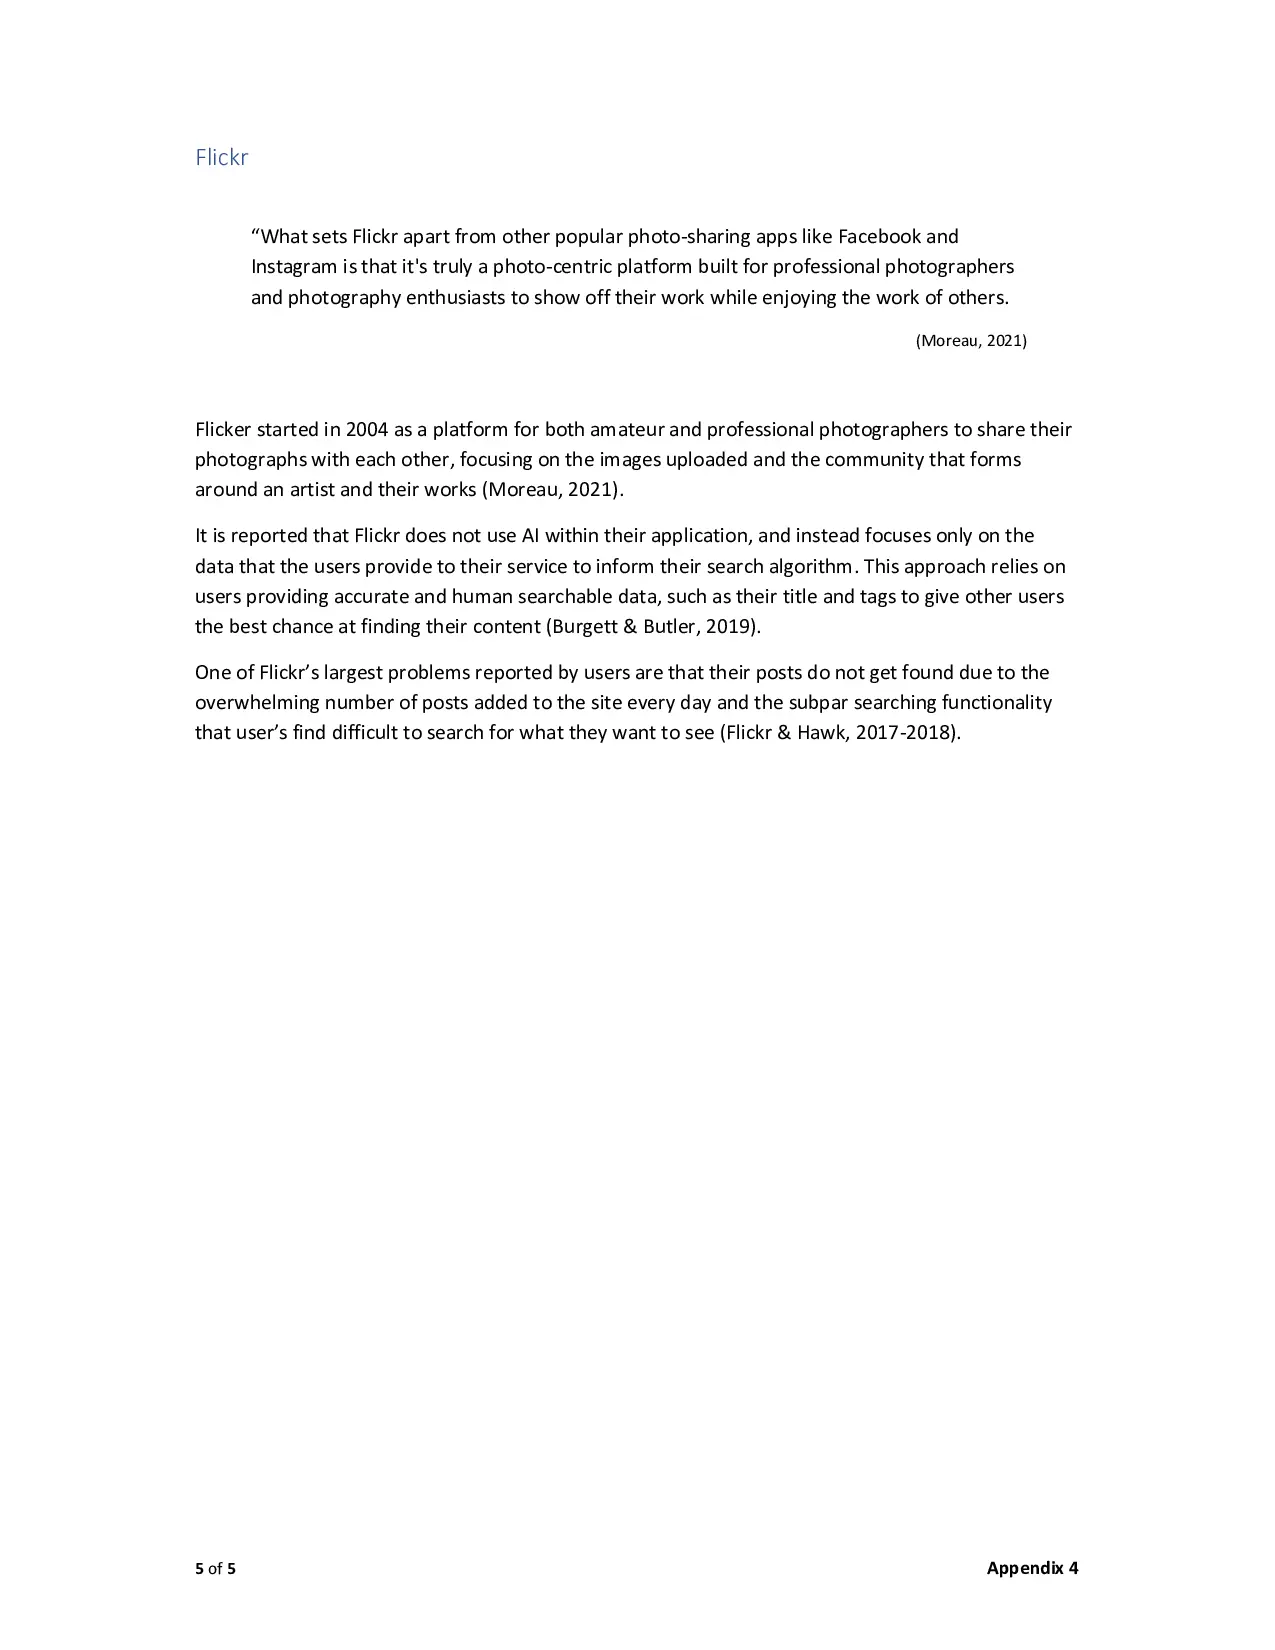 Flickr
“What sets Flickr apart from other popular photo-sharing apps like Facebook and
Instagram is that it's truly a photo-centric platform built for professional photographers
and photography enthusiasts to show off their work while enjoying the work of others.
(Moreau, 2021)
Flicker started in 2004 as a platform for both amateur and professional photographers to share their
photographs with each other, focusing on the images uploaded and the community that forms
around an artist and their works (Moreau, 2021).
It is reported that Flickr does not use AI within their application, and instead focuses only on the
data that the users provide to their service to inform their search algorithm. This approach relies on
users providing accurate and human searchable data, such as their title and tags to give other users
the best chance at finding their content (Burgett & Butler, 2019).
One of Flickr’s largest problems reported by users are that their posts do not get found due to the
overwhelming number of posts added to the site every day and the subpar searching functionality
that user’s find difficult to search for what they want to see (Flickr & Hawk, 2017-2018).
5 of 5 Appendix 4